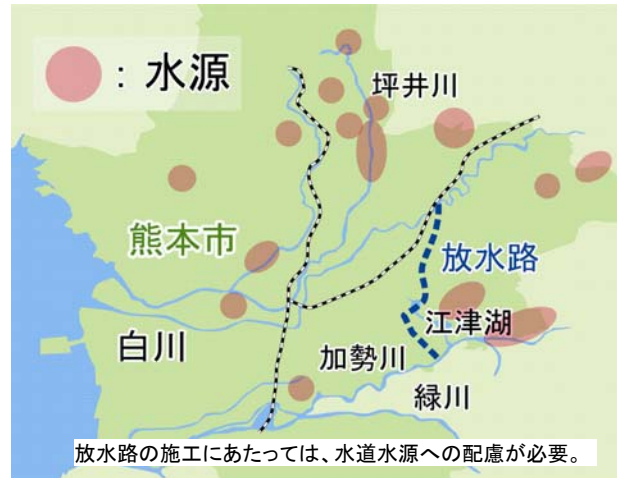 ：水源
坪井川
熊本市
放水路
江津湖
白川
加勢川
緑川
放水路の施工にあたっては、水道水源への配慮が必要。